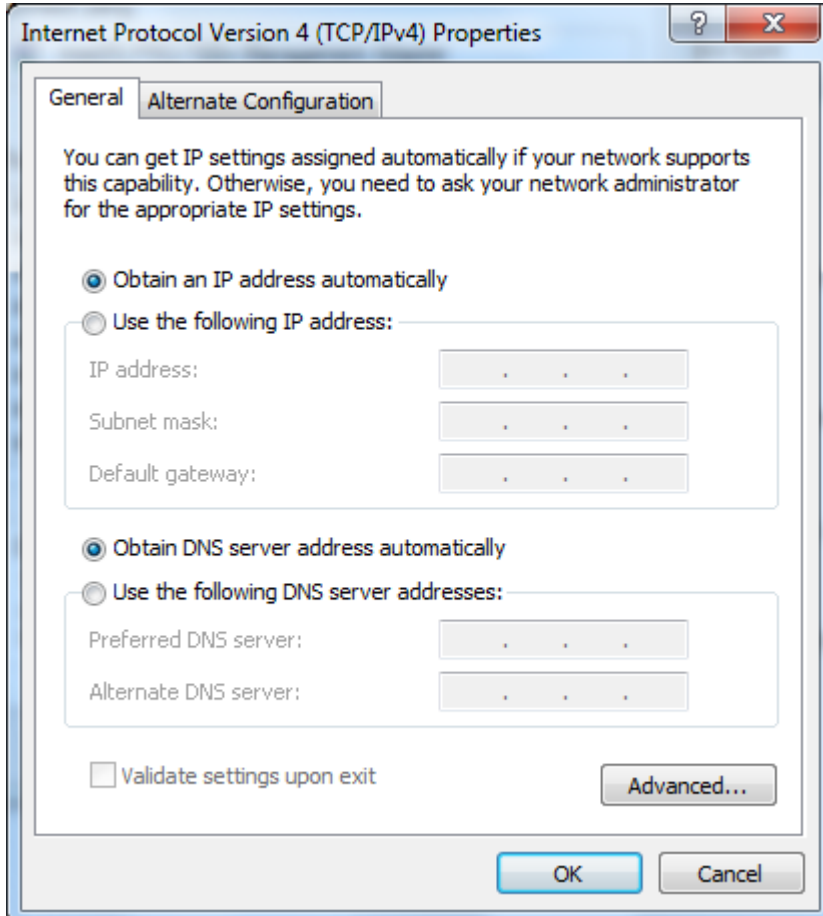 Internet Protocol Version 4 (TCP/IPv4) Properties
?
General
Alternate Configuration
You can get IP settings assigned automatically if your network supports
this capability. Otherwise, you need to ask your network administrator
for the appropriate IP settings.
Obtain an IP address automatically
Use the following IP address:
IP address:
. . .
Subnet mask:
. . .
Default gateway:
. . .
Obtain DNS server address automatically
Use the following DNS server addresses:
Preferred DNS server:
. . .
Alternate DNS server:
. . .
Validate settings upon exit
Advanced...
OK
Cancel